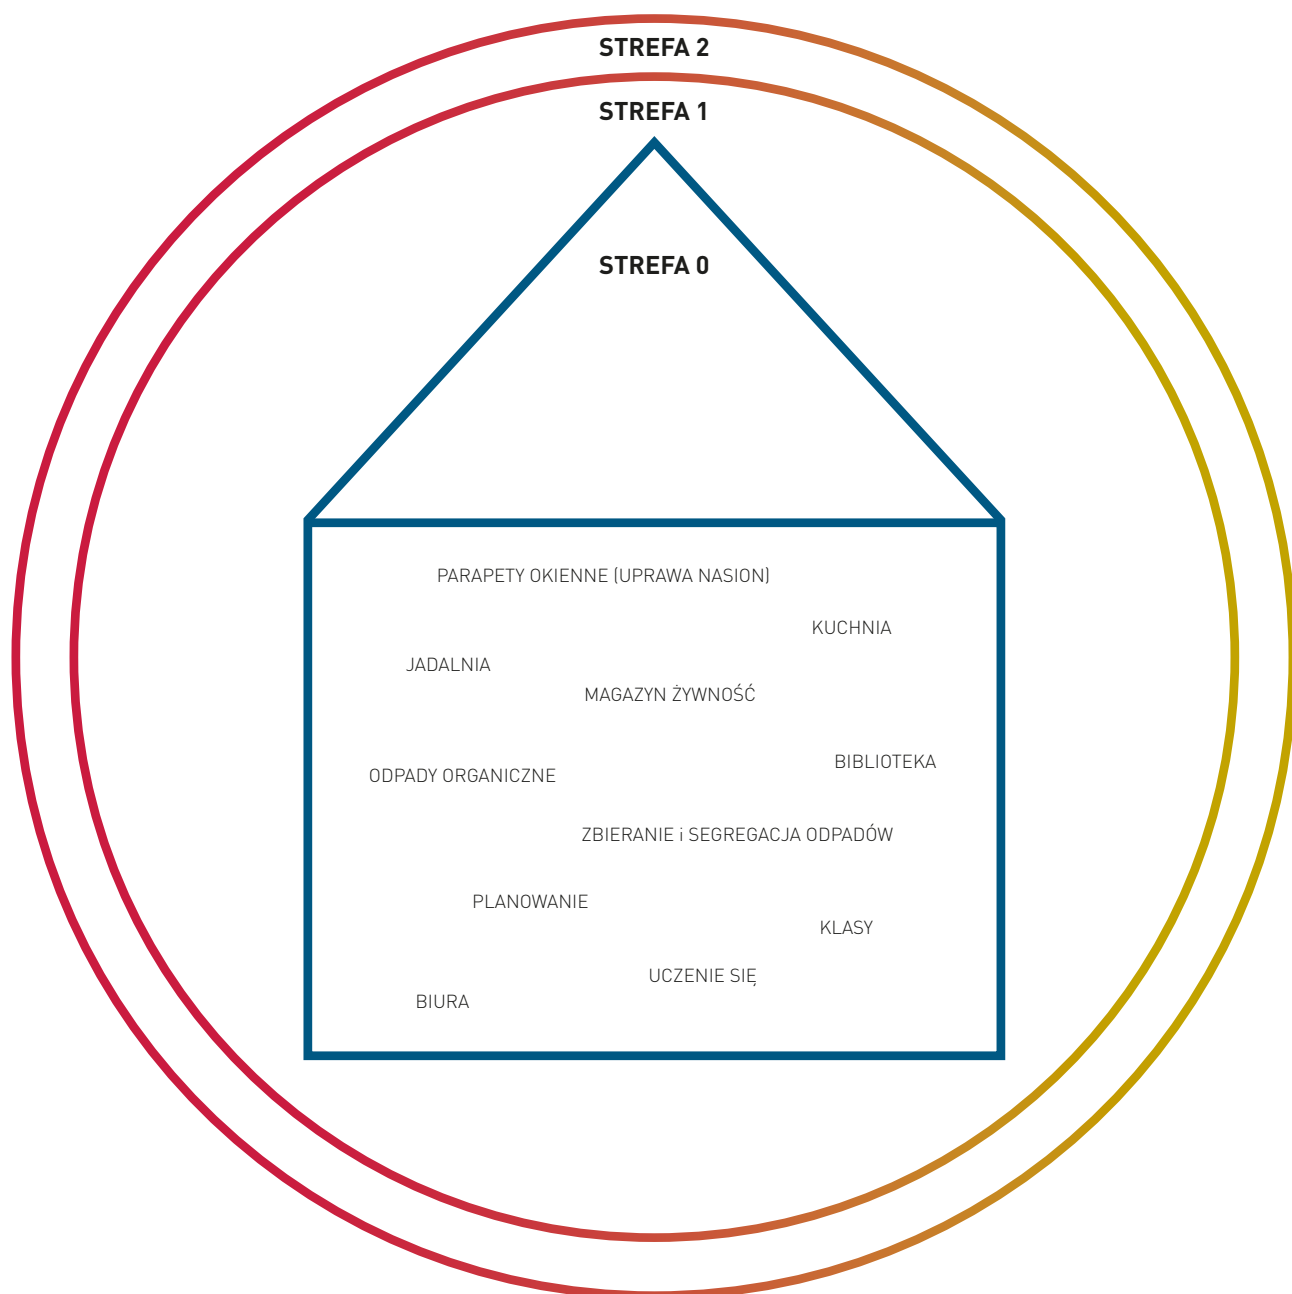 STREFA 2
STREFA 1
STREFA 0
PARAPETY OKIENNE (UPRAWA NASION)
KUCHNIA
JADALNIA
MAGAZYN ŻYWNOŚĆ
BIBLIOTEKA
ODPADY ORGANICZNE
ZBIERANIE i SEGREGACJA ODPADÓW
PLANOWANIE
KLASY
UCZENIE SIĘ
BIURA